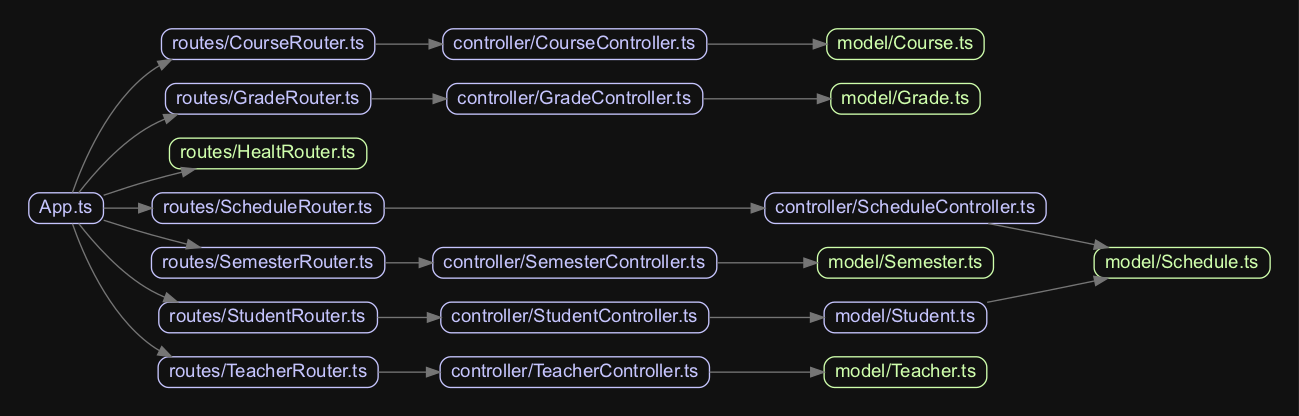 routes/CourseRouter.ts controller/CourseController.ts model/Course.ts
routes/GradeRouter.ts controller/GradeController.ts model/Grade.ts
routes/HealtRouter.ts
App.ts routes/ScheduleRouter.ts controller/ScheduleController.ts
routes/SemesterRouter.ts controller/SemesterController.ts model/Semester.ts model/Schedule.ts
routes/StudentRouter.ts controller/StudentController.ts model/Student.ts
routes/TeacherRouter.ts controller/TeacherController.ts model/Teacher.ts